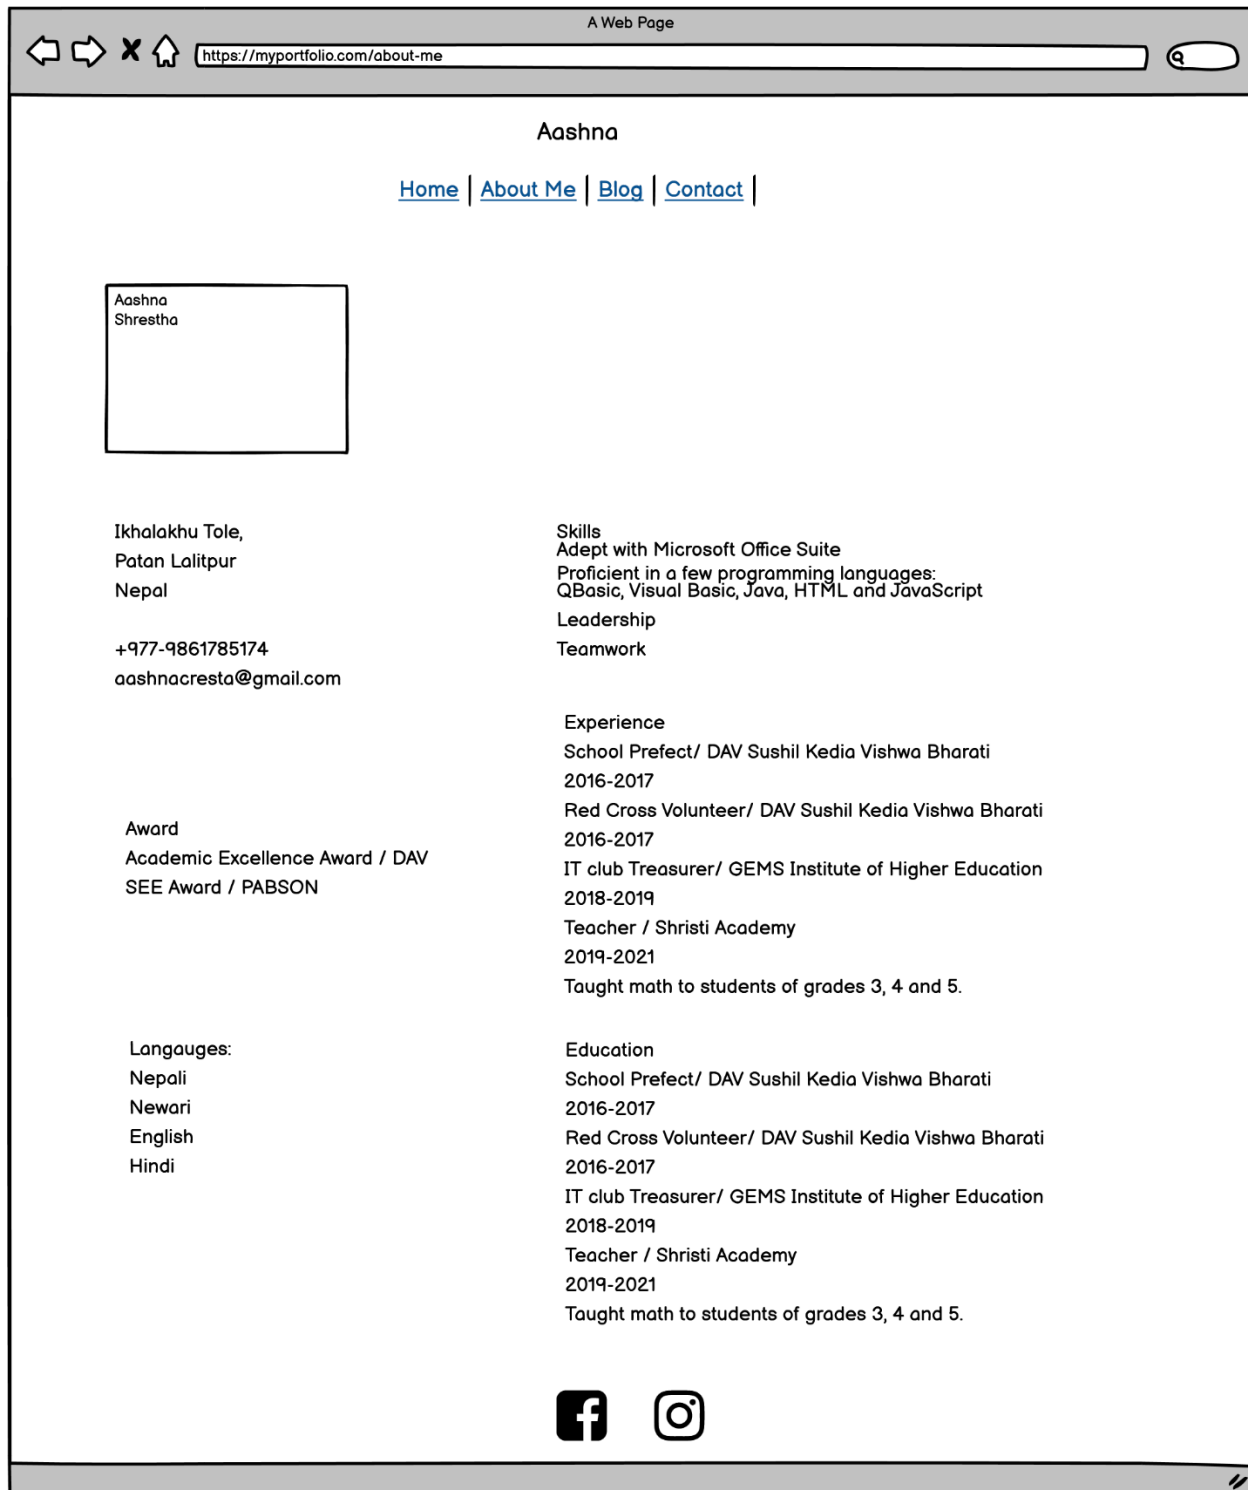 A Web Page
https://myportfolio.com/about-me
Aashna
Home | About Me | Blog | Contact |
Aashna
Shrestha
Ikhalakhu Tole,
Patan Lalitpur
Nepal
+977-9861785174
aashnacresta@gmail.com
Skills
Adept with Microsoft Office Suite
Proficient in a few programming languages:
QBasic, Visual Basic, Java, HTML and JavaScript
Leadership
Teamwork
Experience
School Prefect/ DAV Sushil Kedia Vishwa Bharati
2016-2017
Red Cross Volunteer/ DAV Sushil Kedia Vishwa Bharati
2016-2017
IT club Treasurer/ GEMS Institute of Higher Education
2018-2019
Teacher / Shristi Academy
2019-2021
Taught math to students of grades 3, 4 and 5.
Award
Academic Excellence Award / DAV
SEE Award / PABSON
Langauges:
Nepali
Newari
English
Hindi
Education
School Prefect/ DAV Sushil Kedia Vishwa Bharati
2016-2017
Red Cross Volunteer/ DAV Sushil Kedia Vishwa Bharati
2016-2017
IT club Treasurer/ GEMS Institute of Higher Education
2018-2019
Teacher / Shristi Academy
2019-2021
Taught math to students of grades 3, 4 and 5.